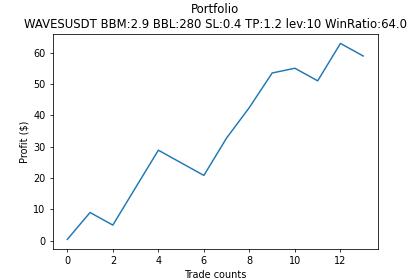 Portfolio
WAVESUSDT BBM:2.9 BBL:280 SL:0.4 TP:1.2 lev:10 WinRatio:64.0
60
50
40
30
20
10
0
Profit ($)
0 2 4 6 8 10 12
Trade counts